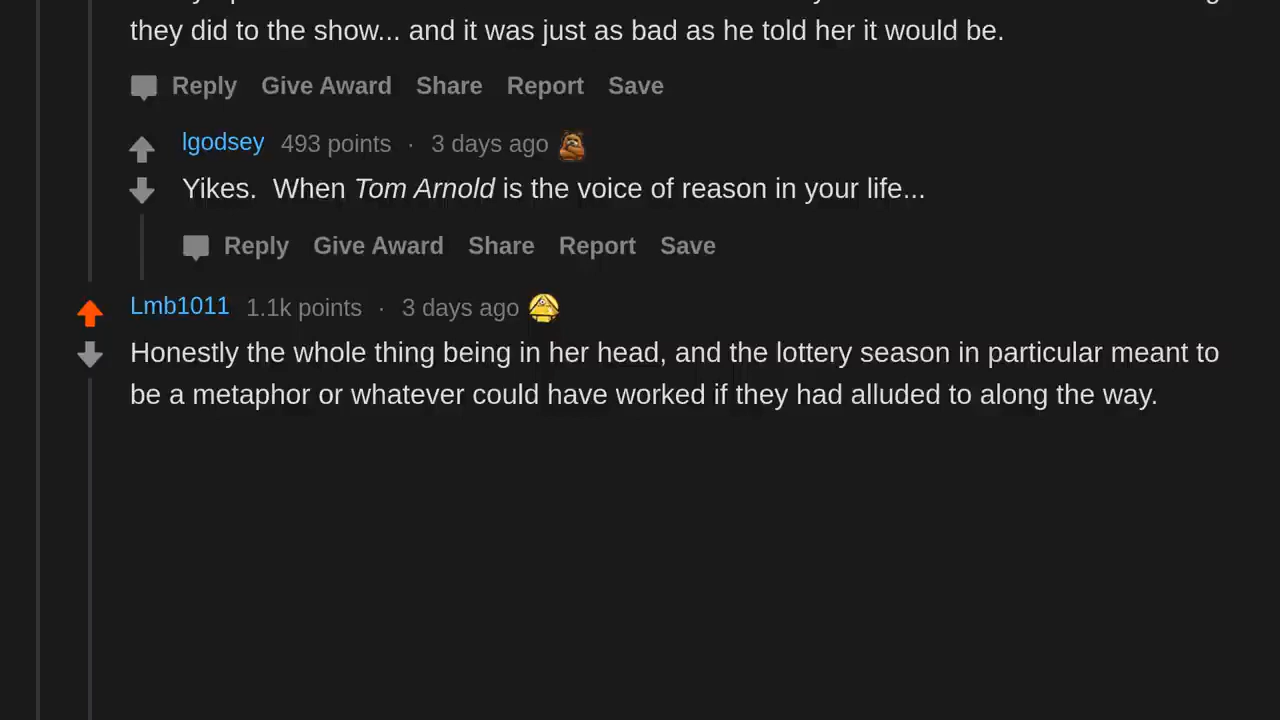 they did to the show... and it was just as bad as he told her it would be.
Reply Give Award Share Report Save
lgodsey 493 points · 3 days ago
Yikes. When Tom Arnold is the voice of reason in your life...
Reply Give Award Share Report Save
Lmb1011 1.1k points · 3 days ago
Honestly the whole thing being in her head, and the lottery season in particular meant to
be a metaphor or whatever could have worked if they had alluded to along the way.